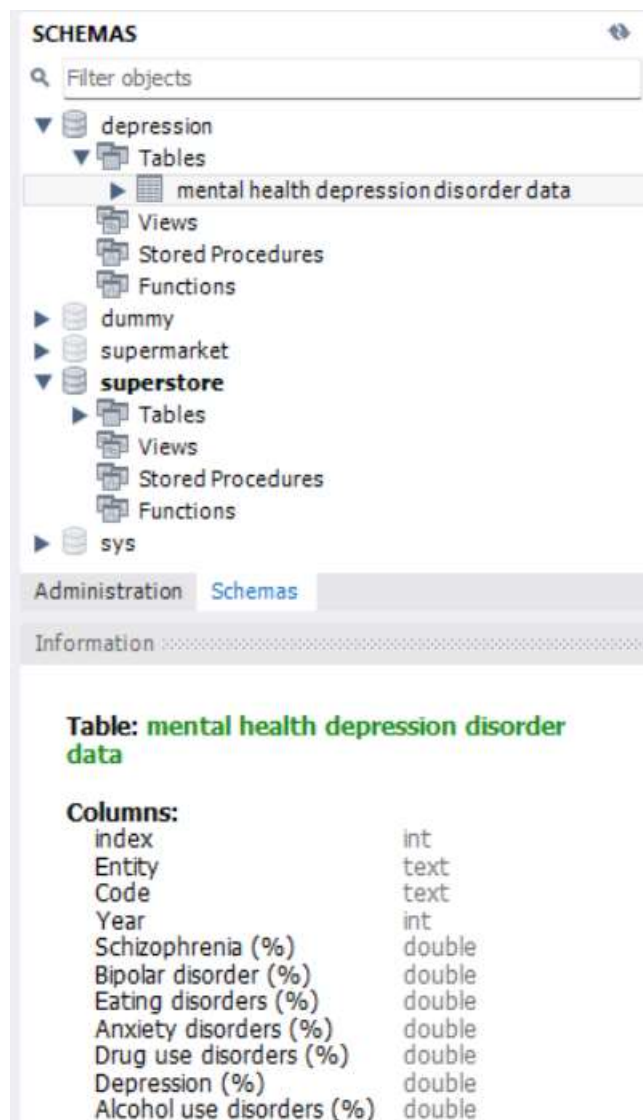 SCHEMAS
Filter objects
depression
Tables
mental health depression disorder data
Views
Stored Procedures
Functions
dummy
supermarket
superstore
Tables
Views
Stored Procedures
Functions
sys
Administration Schemas
Information
Table: mental health depression disorder
data
Columns:
index int
Entity text
Code text
Year int
Schizophrenia (%) double
Bipolar disorder (%) double
Eating disorders (%) double
Anxiety disorders (%) double
Drug use disorders (%) double
Depression (%) double
Alcohol use disorders (%) double